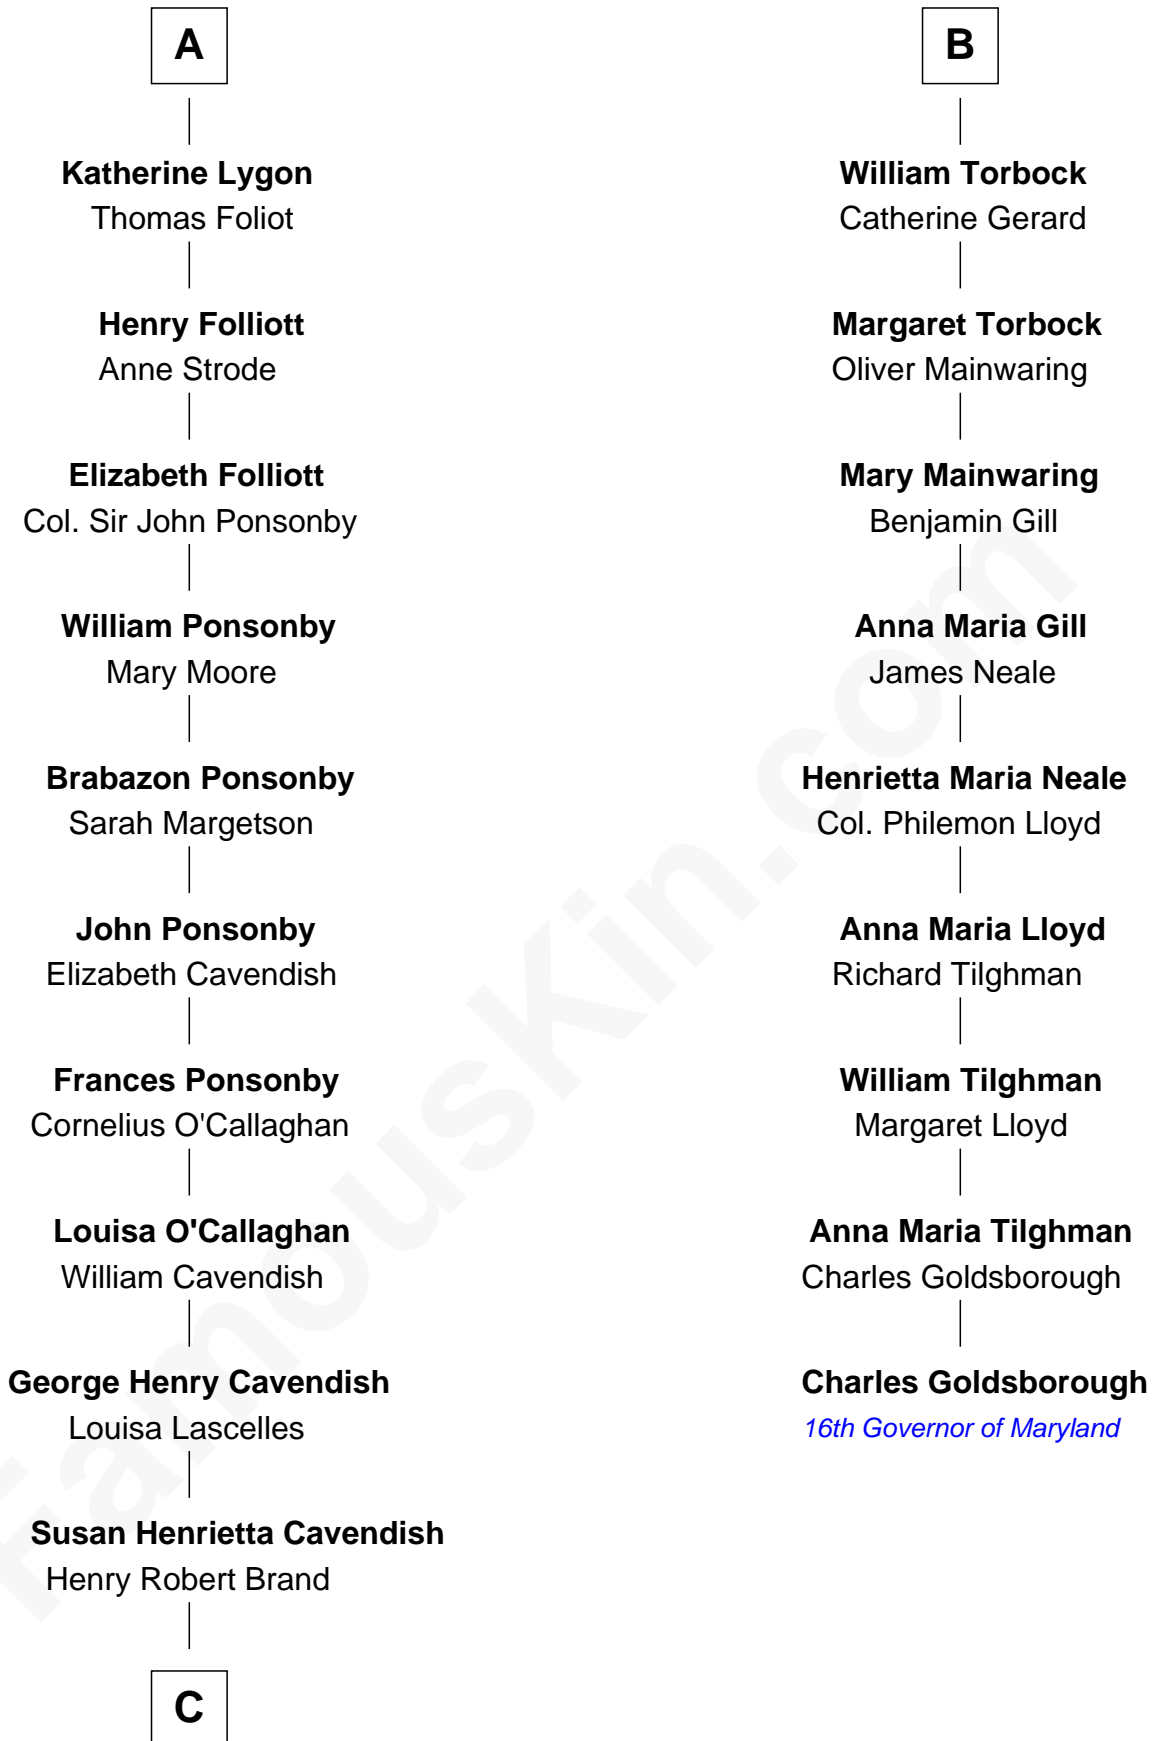 A
Katherine Lygon
Thomas Foliot
Henry Folliott
Anne Strode
Elizabeth Folliott
Col. Sir John Ponsonby
William Ponsonby
Mary Moore
Brabazon Ponsonby
Sarah Margetson
John Ponsonby
Elizabeth Cavendish
Frances Ponsonby
Cornelius O'Callaghan
Louisa O'Callaghan
William Cavendish
George Henry Cavendish
Louisa Lascelles
Susan Henrietta Cavendish
Henry Robert Brand
C
B
William Torbock
Catherine Gerard
Margaret Torbock
Oliver Mainwaring
Mary Mainwaring
Benjamin Gill
Anna Maria Gill
James Neale
Henrietta Maria Neale
Col. Philemon Lloyd
Anna Maria Lloyd
Richard Tilghman
William Tilghman
Margaret Lloyd
Anna Maria Tilghman
Charles Goldsborough
Charles Goldsborough
16th Governor of Maryland
FamousKin.com